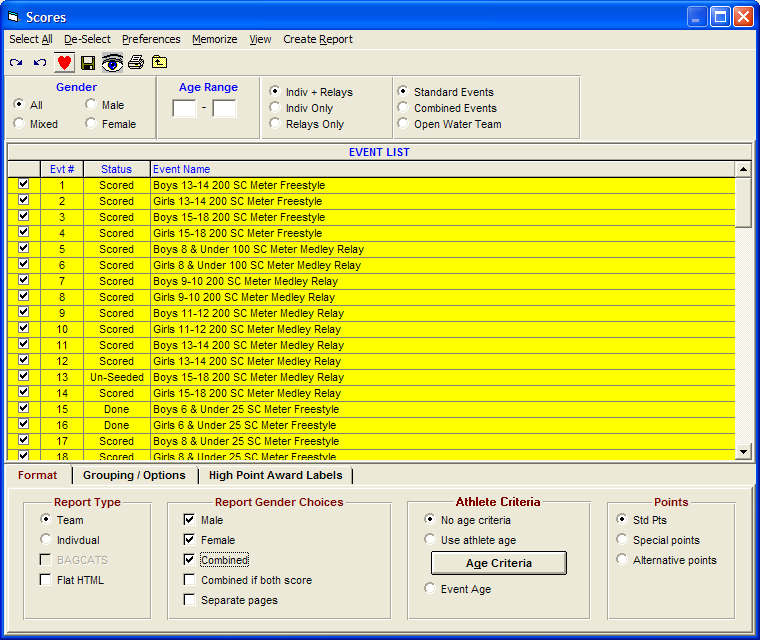 Scores
Select All De-Select Preferences Memorize View Create Report
Gender
All Male
Mixed Female
Age Range
-
Indiv + Relays
Indiv Only
Relays Only
Standard Events
Combined Events
Open Water Team
EVENT LIST
Evt # Status Event Name
1 Scored Boys 13-14 200 SC Meter Freestyle
2 Scored Girls 13-14 200 SC Meter Freestyle
3 Scored Boys 15-18 200 SC Meter Freestyle
4 Scored Girls 15-18 200 SC Meter Freestyle
5 Scored Boys 8 & Under 100 SC Meter Medley Relay
6 Scored Girls 8 & Under 100 SC Meter Medley Relay
7 Scored Boys 9-10 200 SC Meter Medley Relay
8 Scored Girls 9-10 200 SC Meter Medley Relay
9 Scored Boys 11-12 200 SC Meter Medley Relay
10 Scored Girls 11-12 200 SC Meter Medley Relay
11 Scored Boys 13-14 200 SC Meter Medley Relay
12 Scored Girls 13-14 200 SC Meter Medley Relay
13 Un-Seeded Boys 15-18 200 SC Meter Medley Relay
14 Scored Girls 15-18 200 SC Meter Medley Relay
15 Done Boys 6 & Under 25 SC Meter Freestyle
16 Done Girls 6 & Under 25 SC Meter Freestyle
17 Scored Boys 8 & Under 25 SC Meter Freestyle
18 Scored Girls 8 & Under 25 SC Meter Freestyle
Format Grouping / Options High Point Award Labels
Report Type
Team
Indivdual
BAGCATS
Flat HTML
Report Gender Choices
Male
Female
Combined
Combined if both score
Separate pages
Athlete Criteria
No age criteria
Use athlete age
Age Criteria
Event Age
Points
Std Pts
Special points
Alternative points